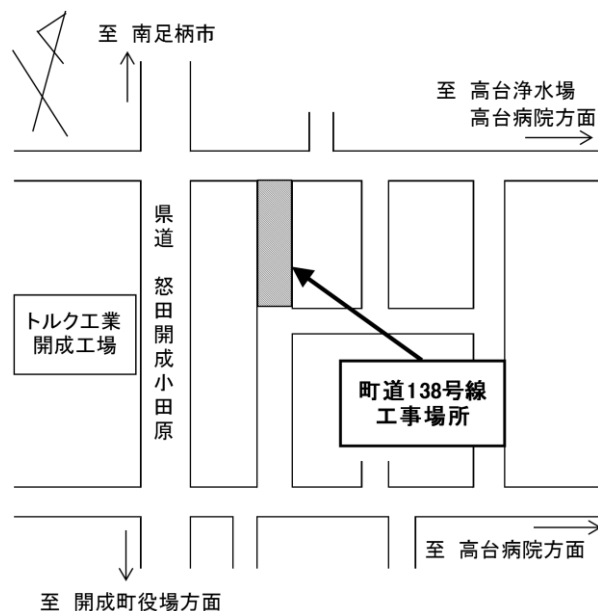 至 南足柄市
至 高台浄水場
高台病院方面
県道 怒田開成小田原
トルク工業
開成工場
町道138号線
工事場所
至 高台病院方面
至 開成町役場方面